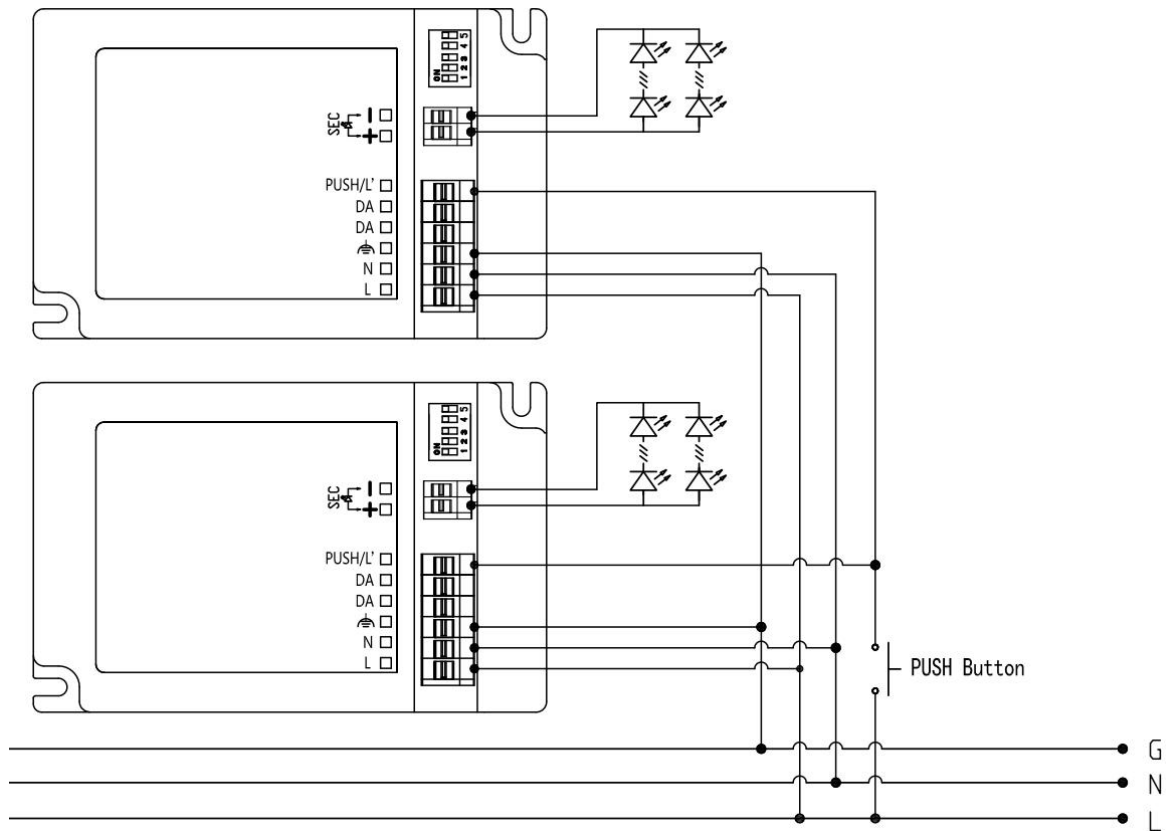 ON
1 2 3 4 5
SEC
−
+
PUSH/L'
DA
DA
N
L
ON
1 2 3 4 5
SEC
−
+
PUSH/L'
DA
DA
N
L
PUSH Button
G
N
L